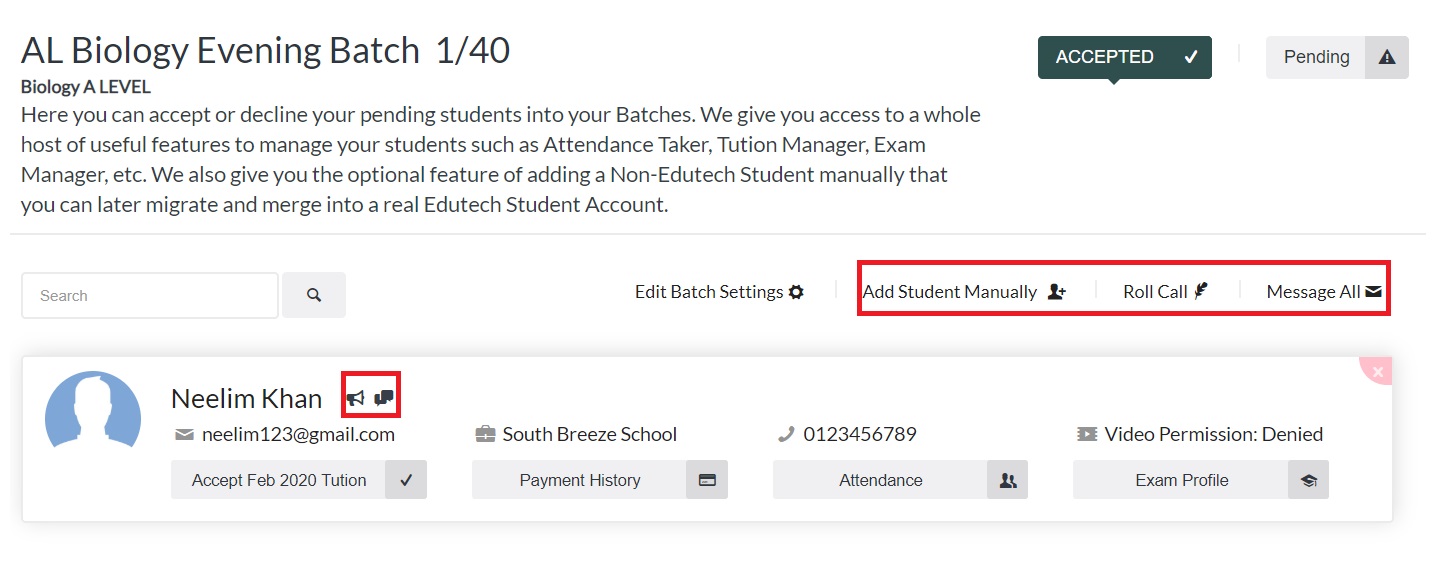 AL Biology Evening Batch 1/40
ACCEPTED
Pending
Biology A LEVEL
Here you can accept or decline your pending students into your Batches. We give you access to a whole
host of useful features to manage your students such as Attendance Taker, Tution Manager, Exam
Manager, etc. We also give you the optional feature of adding a Non-Edutech Student manually that
you can later migrate and merge into a real Edutech Student Account.
Search
Edit Batch Settings
Add Student Manually
Roll Call
Message All
x
Neelim Khan
neelim123@gmail.com
South Breeze School
0123456789
Video Permission: Denied
Accept Feb 2020 Tution
Payment History
Attendance
Exam Profile